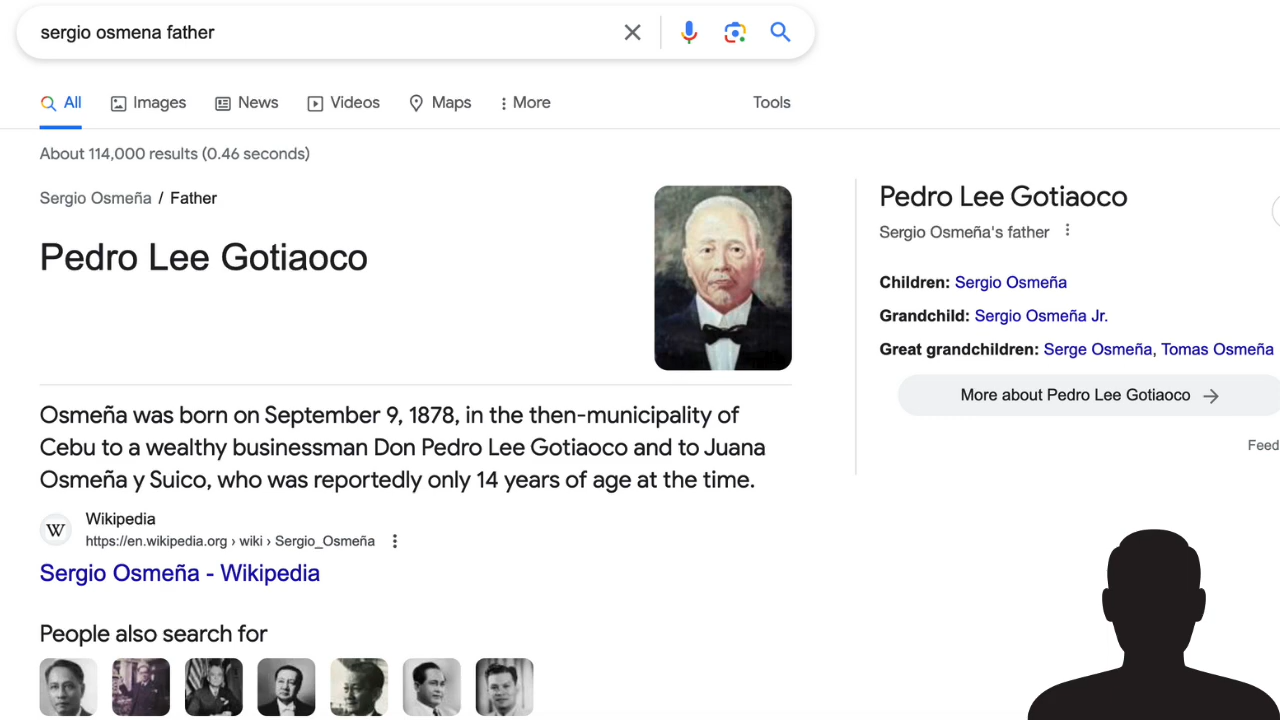 sergio osmena father
All
Images
News
Videos
Maps
More
Tools
About 114,000 results (0.46 seconds)
Sergio Osmeña / Father
Pedro Lee Gotiaoco
Osmeña was born on September 9, 1878, in the then-municipality of
Cebu to a wealthy businessman Don Pedro Lee Gotiaoco and to Juana
Osmeña y Suico, who was reportedly only 14 years of age at the time.
W
Wikipedia
https://en.wikipedia.org › wiki › Sergio_Osmeña
Sergio Osmeña - Wikipedia
People also search for
Pedro Lee Gotiaoco
Sergio Osmeña's father
Children: Sergio Osmeña
Grandchild: Sergio Osmeña Jr.
Great grandchildren: Serge Osmeña, Tomas Osmeña
More about Pedro Lee Gotiaoco
Feed